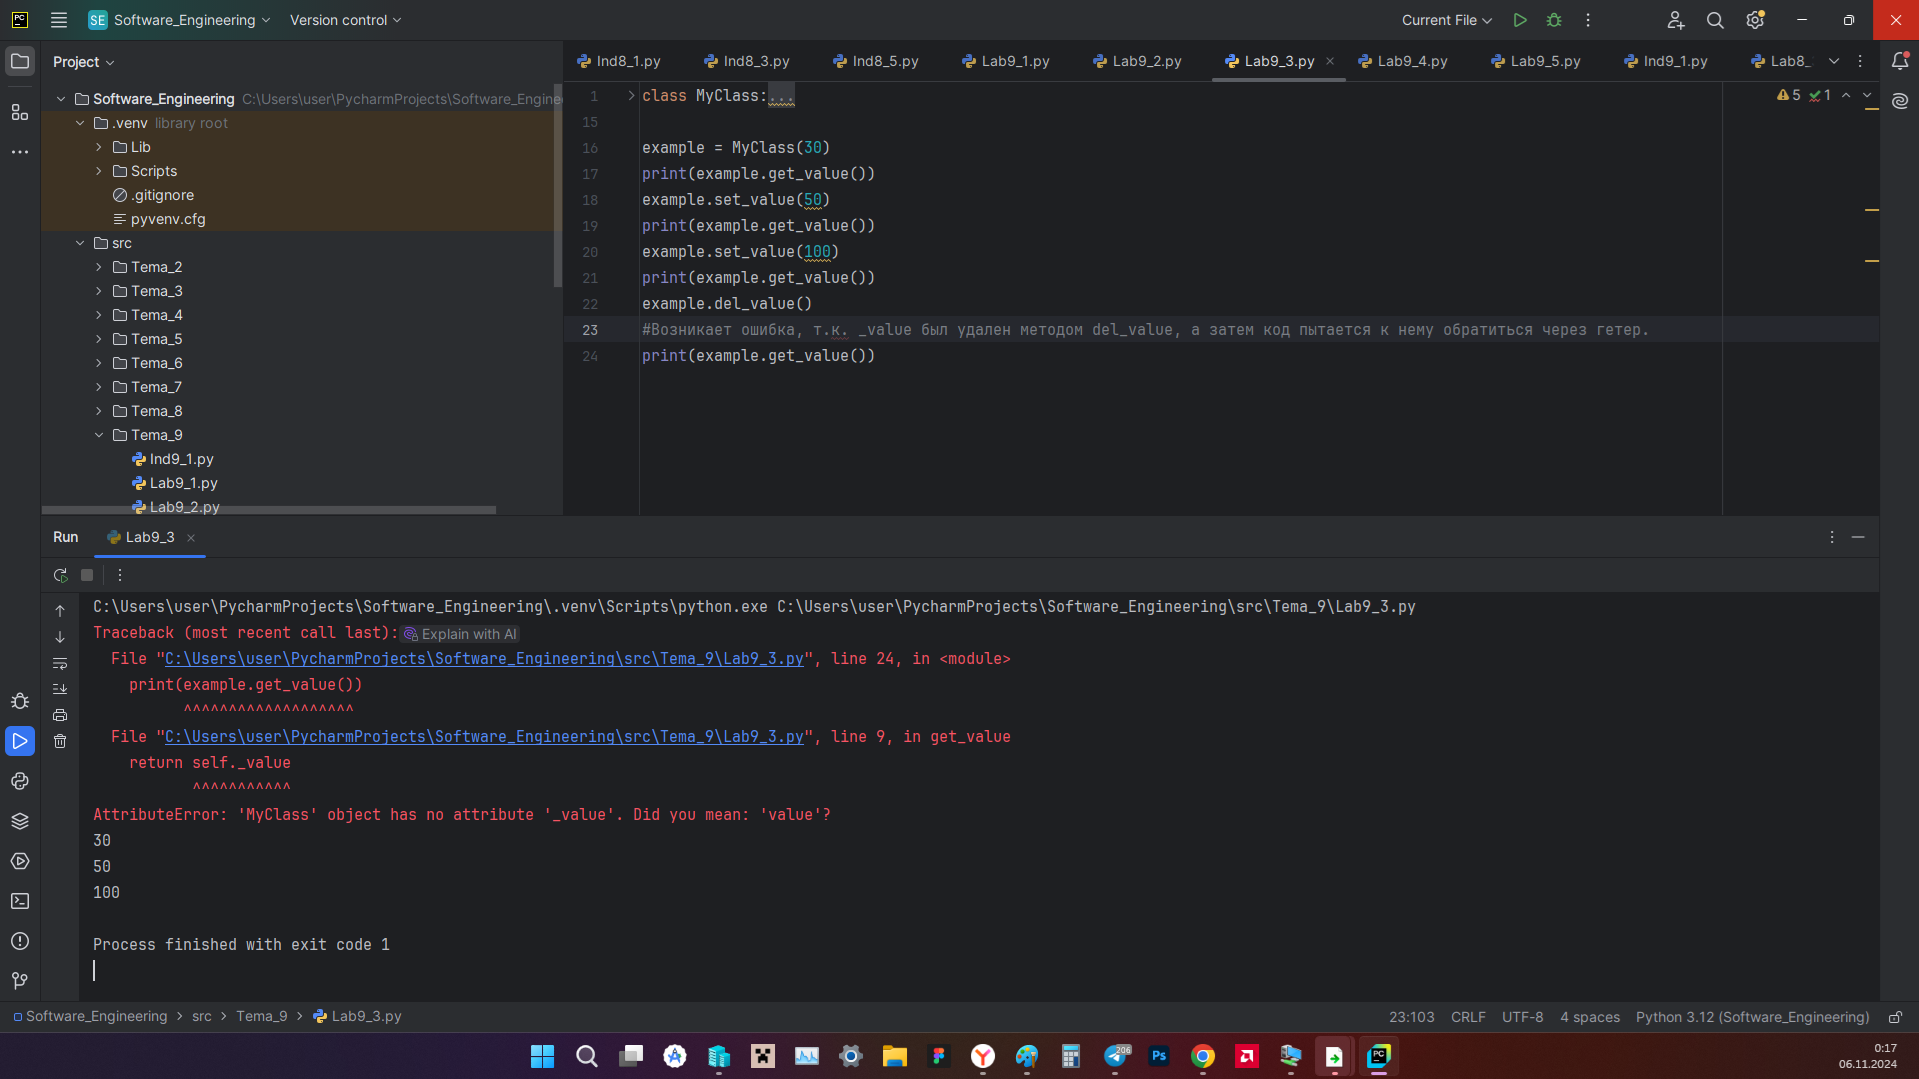 PC
SE Software_Engineering
Version control
Current File
Project
Software_Engineering C:\Users\user\PycharmProjects\Software_Engine
.venv library root
Lib
Scripts
.gitignore
pyvenv.cfg
src
Tema_2
Tema_3
Tema_4
Tema_5
Tema_6
Tema_7
Tema_8
Tema_9
Ind9_1.py
Lab9_1.py
Lab9_2.py
Ind8_1.py Ind8_3.py Ind8_5.py Lab9_1.py Lab9_2.py Lab9_3.py Lab9_4.py Lab9_5.py Ind9_1.py Lab8_
5 1
1 class MyClass:...
15
16 example = MyClass(30)
17 print(example.get_value())
18 example.set_value(50)
19 print(example.get_value())
20 example.set_value(100)
21 print(example.get_value())
22 example.del_value()
23 #Возникает ошибка, т.к. _value был удален методом del_value, а затем код пытается к нему обратиться через гетер.
24 print(example.get_value())
Run Lab9_3
C:\Users\user\PycharmProjects\Software_Engineering\.venv\Scripts\python.exe C:\Users\user\PycharmProjects\Software_Engineering\src\Tema_9\Lab9_3.py
Traceback (most recent call last): Explain with AI
File "C:\Users\user\PycharmProjects\Software_Engineering\src\Tema_9\Lab9_3.py", line 24, in <module>
print(example.get_value())
^^^^^^^^^^^^^^^^^^^
File "C:\Users\user\PycharmProjects\Software_Engineering\src\Tema_9\Lab9_3.py", line 9, in get_value
return self._value
^^^^^^^^^^^
AttributeError: 'MyClass' object has no attribute '_value'. Did you mean: 'value'?
30
50
100
Process finished with exit code 1
Software_Engineering > src > Tema_9 > Lab9_3.py
23:103 CRLF UTF-8 4 spaces Python 3.12 (Software_Engineering)
206
Ps
PC
0:17
06.11.2024